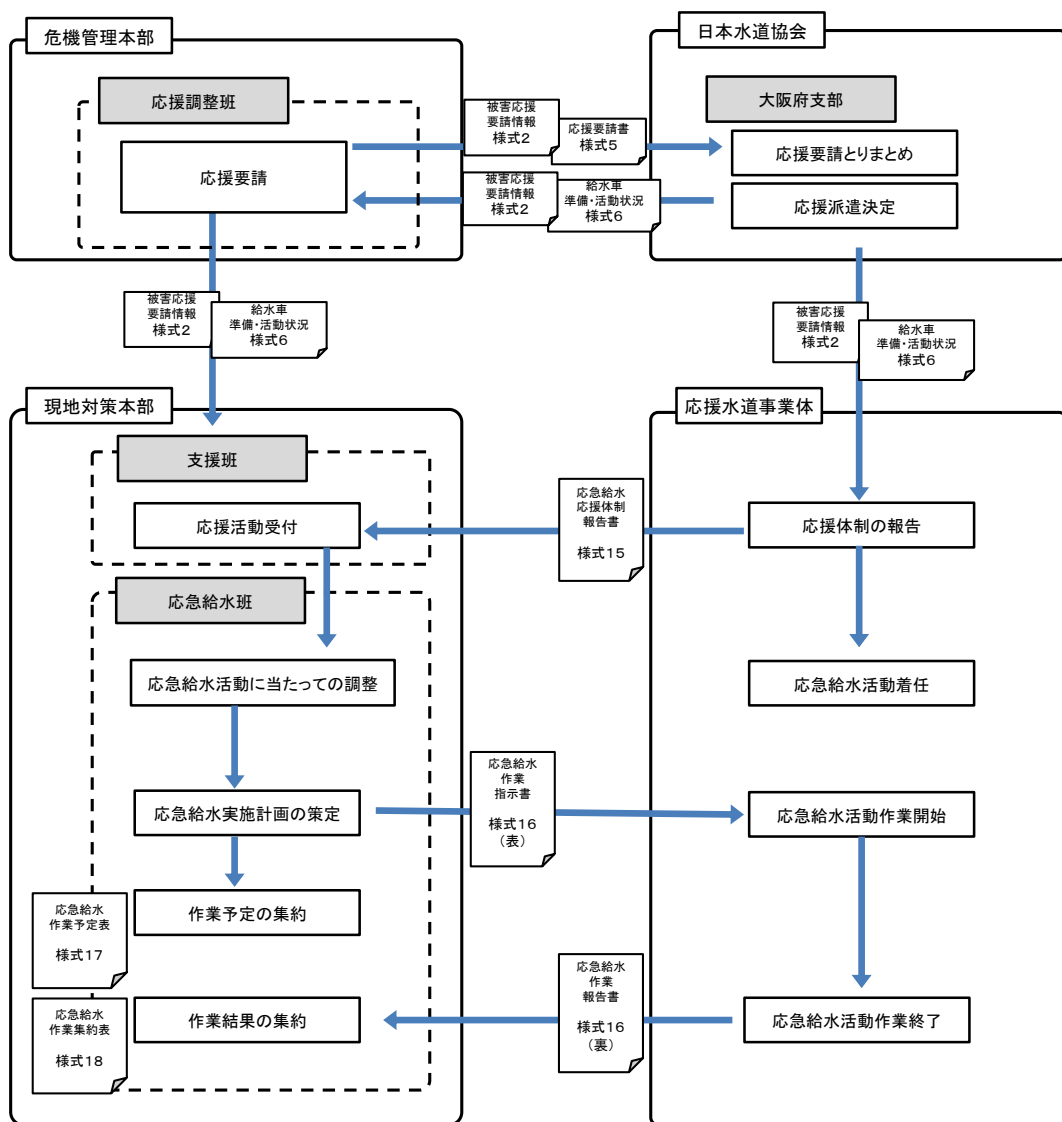 危機管理本部
応援調整班
応援要請
被害応援
要請情報
様式2
応援要請書
様式5
被害応援
要請情報
様式2
給水車
準備・活動状況
様式6
日本水道協会
大阪府支部
応援要請とりまとめ
応援派遣決定
被害応援
要請情報
様式2
給水車
準備・活動状況
様式6
被害応援
要請情報
様式2
給水車
準備・活動状況
様式6
現地対策本部
支援班
応援活動受付
応急給水
応援体制
報告書
様式15
応援水道事業体
応援体制の報告
応急給水班
応急給水活動に当たっての調整
応急給水活動着任
応急給水実施計画の策定
応急給水
作業
指示書
様式16
（表）
応急給水活動作業開始
応急給水
作業予定表
様式17
作業予定の集約
応急給水
作業集約表
様式18
作業結果の集約
応急給水
作業
報告書
様式16
（裏）
応急給水活動作業終了